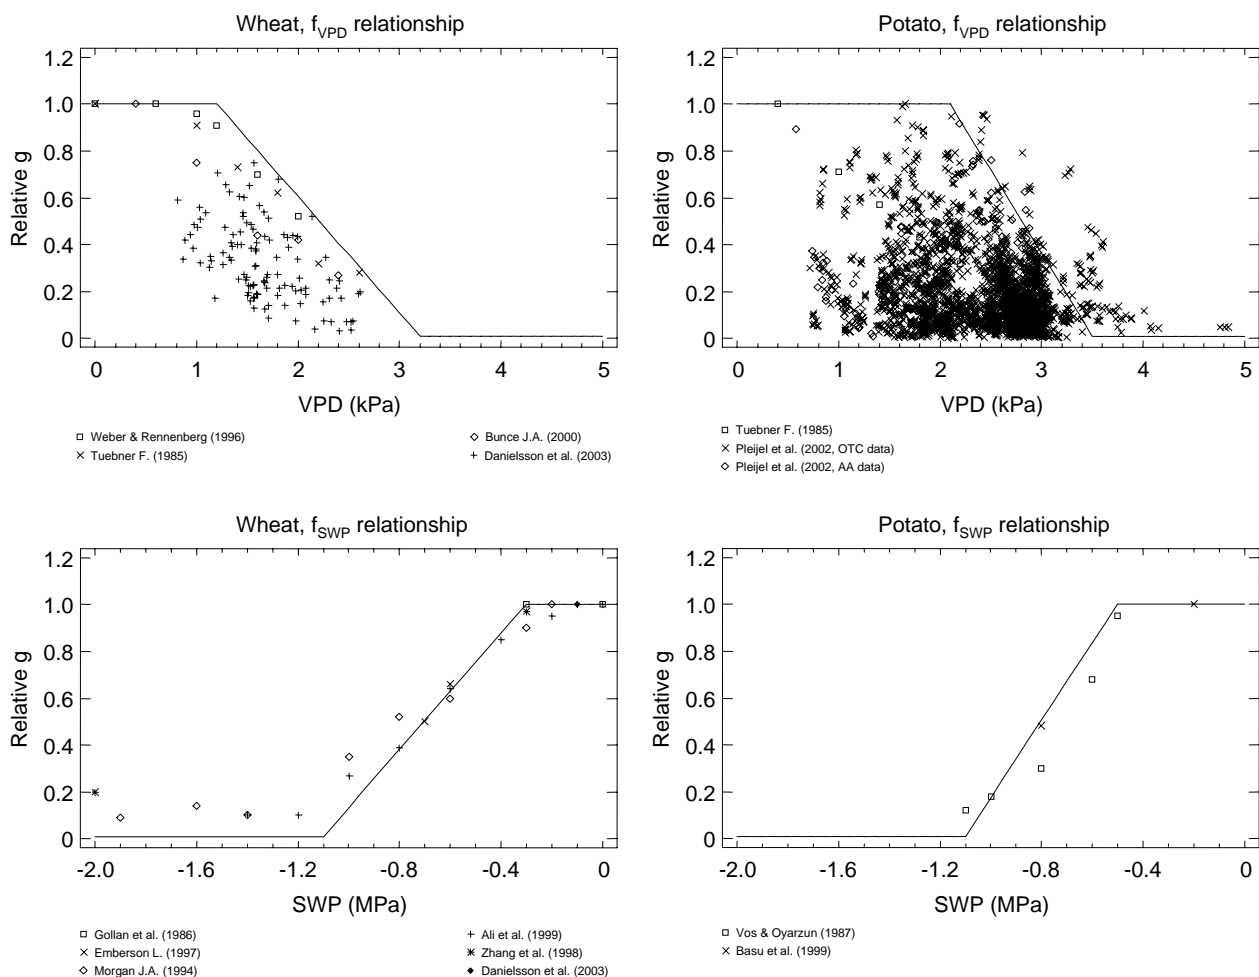 Wheat, fVPD relationship
1.2
1.0
0.8
0.6
0.4
0.2
0
Relative g
0 1 2 3 4 5
VPD (kPa)
Weber & Rennenberg (1996)
Tuebner F. (1985)
Bunce J.A. (2000)
Danielsson et al. (2003)
Potato, fVPD relationship
1.2
1.0
0.8
0.6
0.4
0.2
0
Relative g
0 1 2 3 4 5
VPD (kPa)
Tuebner F. (1985)
Pleijel et al. (2002, OTC data)
Pleijel et al. (2002, AA data)
Wheat, fSWP relationship
1.2
1.0
0.8
0.6
0.4
0.2
0
Relative g
-2.0 -1.6 -1.2 -0.8 -0.4 0
SWP (MPa)
Gollan et al. (1986)
Emberson L. (1997)
Morgan J.A. (1994)
Ali et al. (1999)
Zhang et al. (1998)
Danielsson et al. (2003)
Potato, fSWP relationship
1.2
1.0
0.8
0.6
0.4
0.2
0
Relative g
-2.0 -1.6 -1.2 -0.8 -0.4 0
SWP (MPa)
Vos & Oyarzun (1987)
Basu et al. (1999)